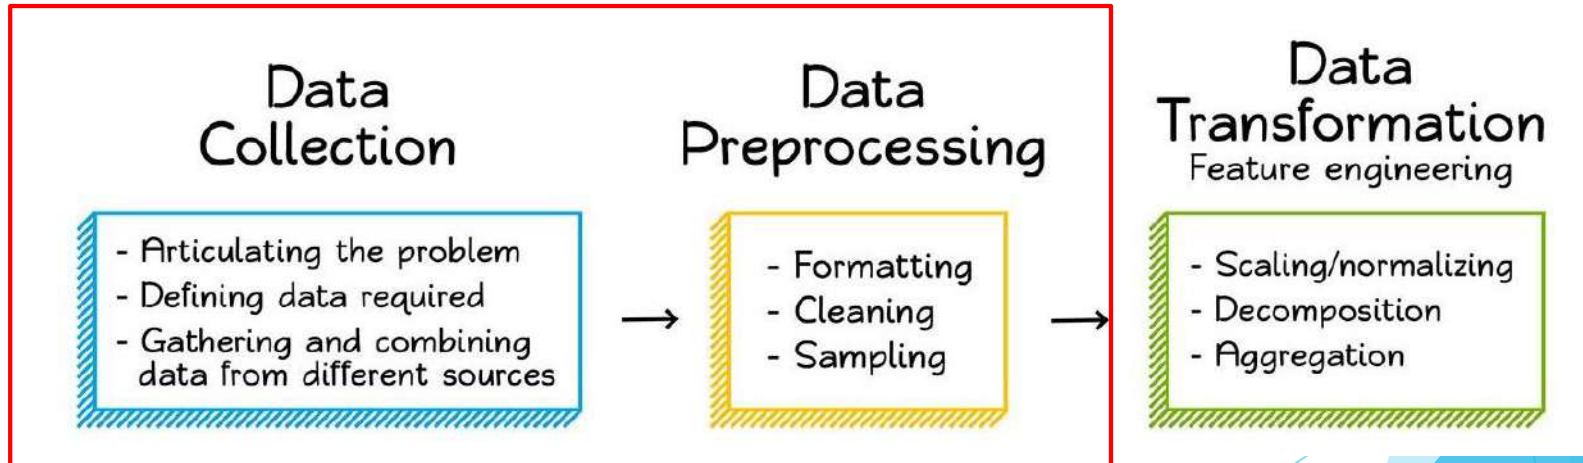 Data
Collection
- Articulating the problem
- Defining data required
- Gathering and combining
data from different sources
Data
Preprocessing
- Formatting
- Cleaning
- Sampling
Data
Transformation
Feature engineering
- Scaling/normalizing
- Decomposition
- Aggregation